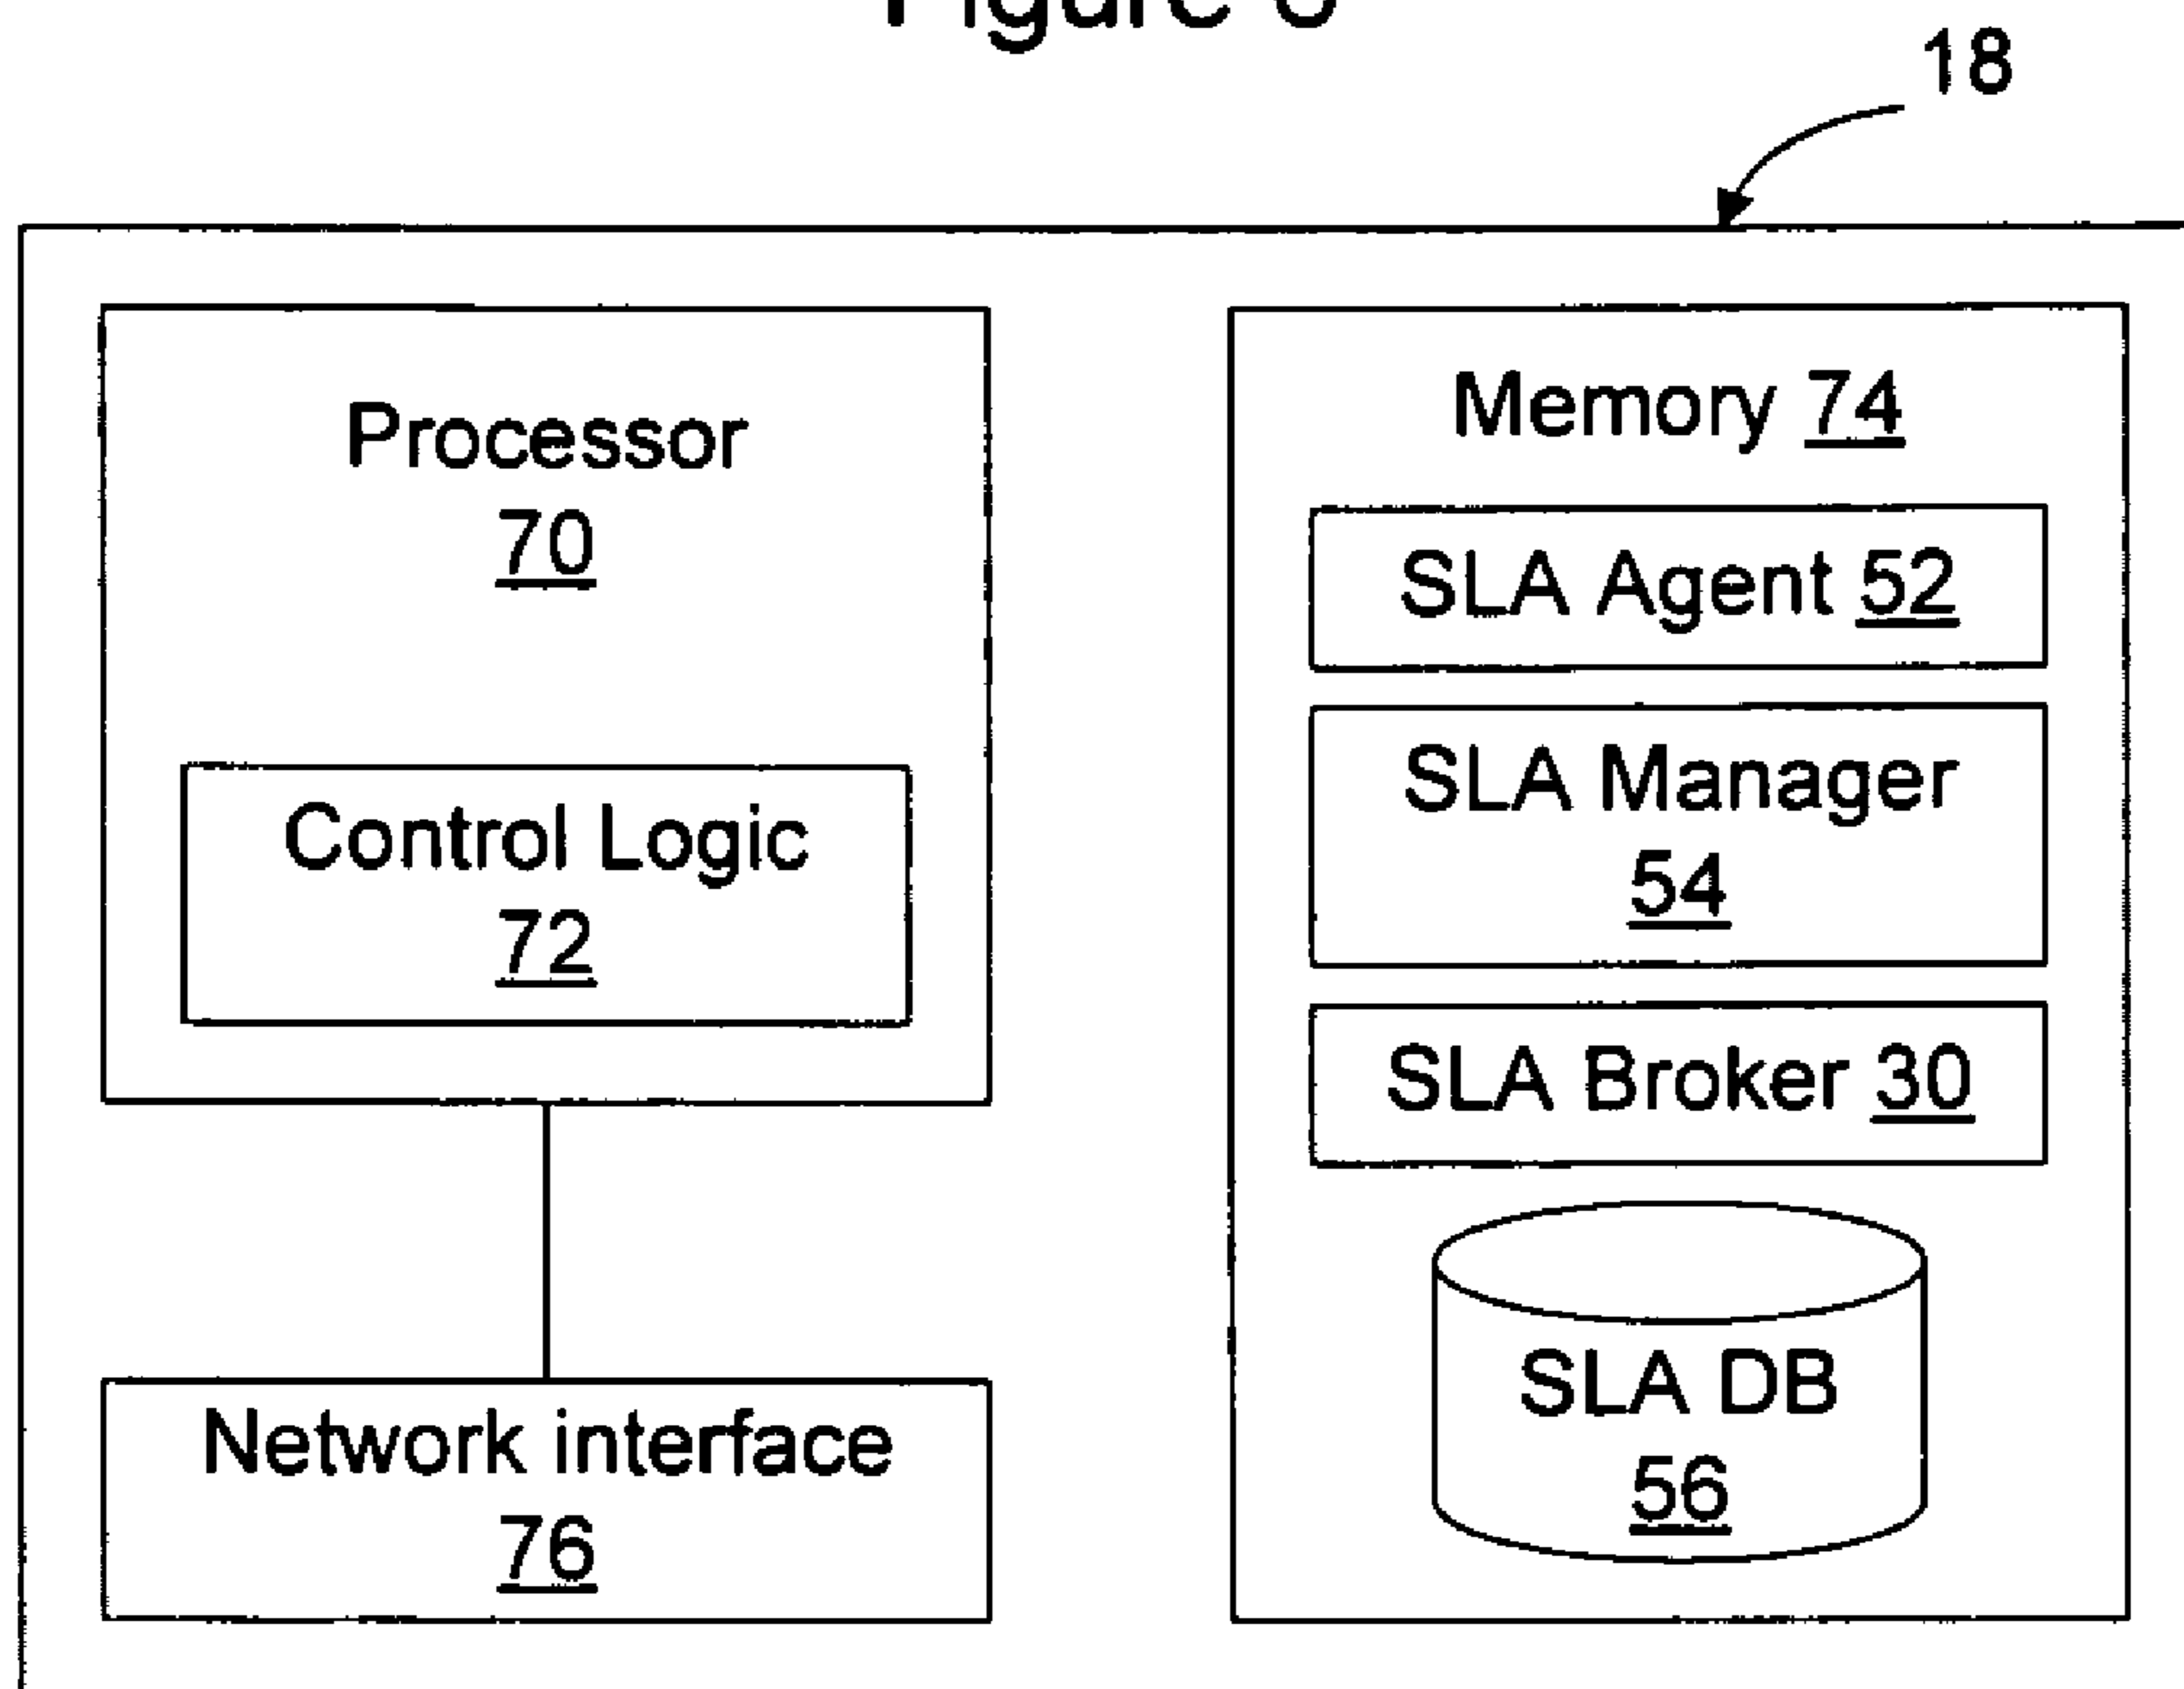 Figure
18
Processor
70
Control Logic
72
Network interface
76
Memory 74
SLA Agent 52
SLA Manager
54
SLA Broker 30
SLA DB
56